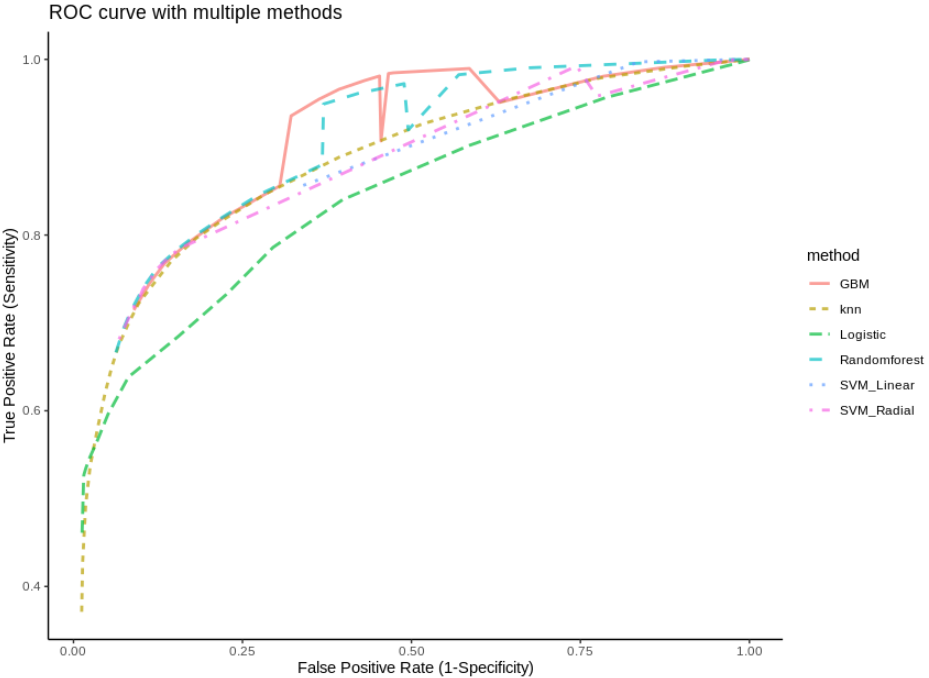 ROC curve with multiple methods
True Positive Rate (Sensitivity)
1.0
0.8
0.6
0.4
0.00 0.25 0.50 0.75 1.00
False Positive Rate (1-Specificity)
method
GBM
knn
Logistic
Randomforest
SVM_Linear
SVM_Radial